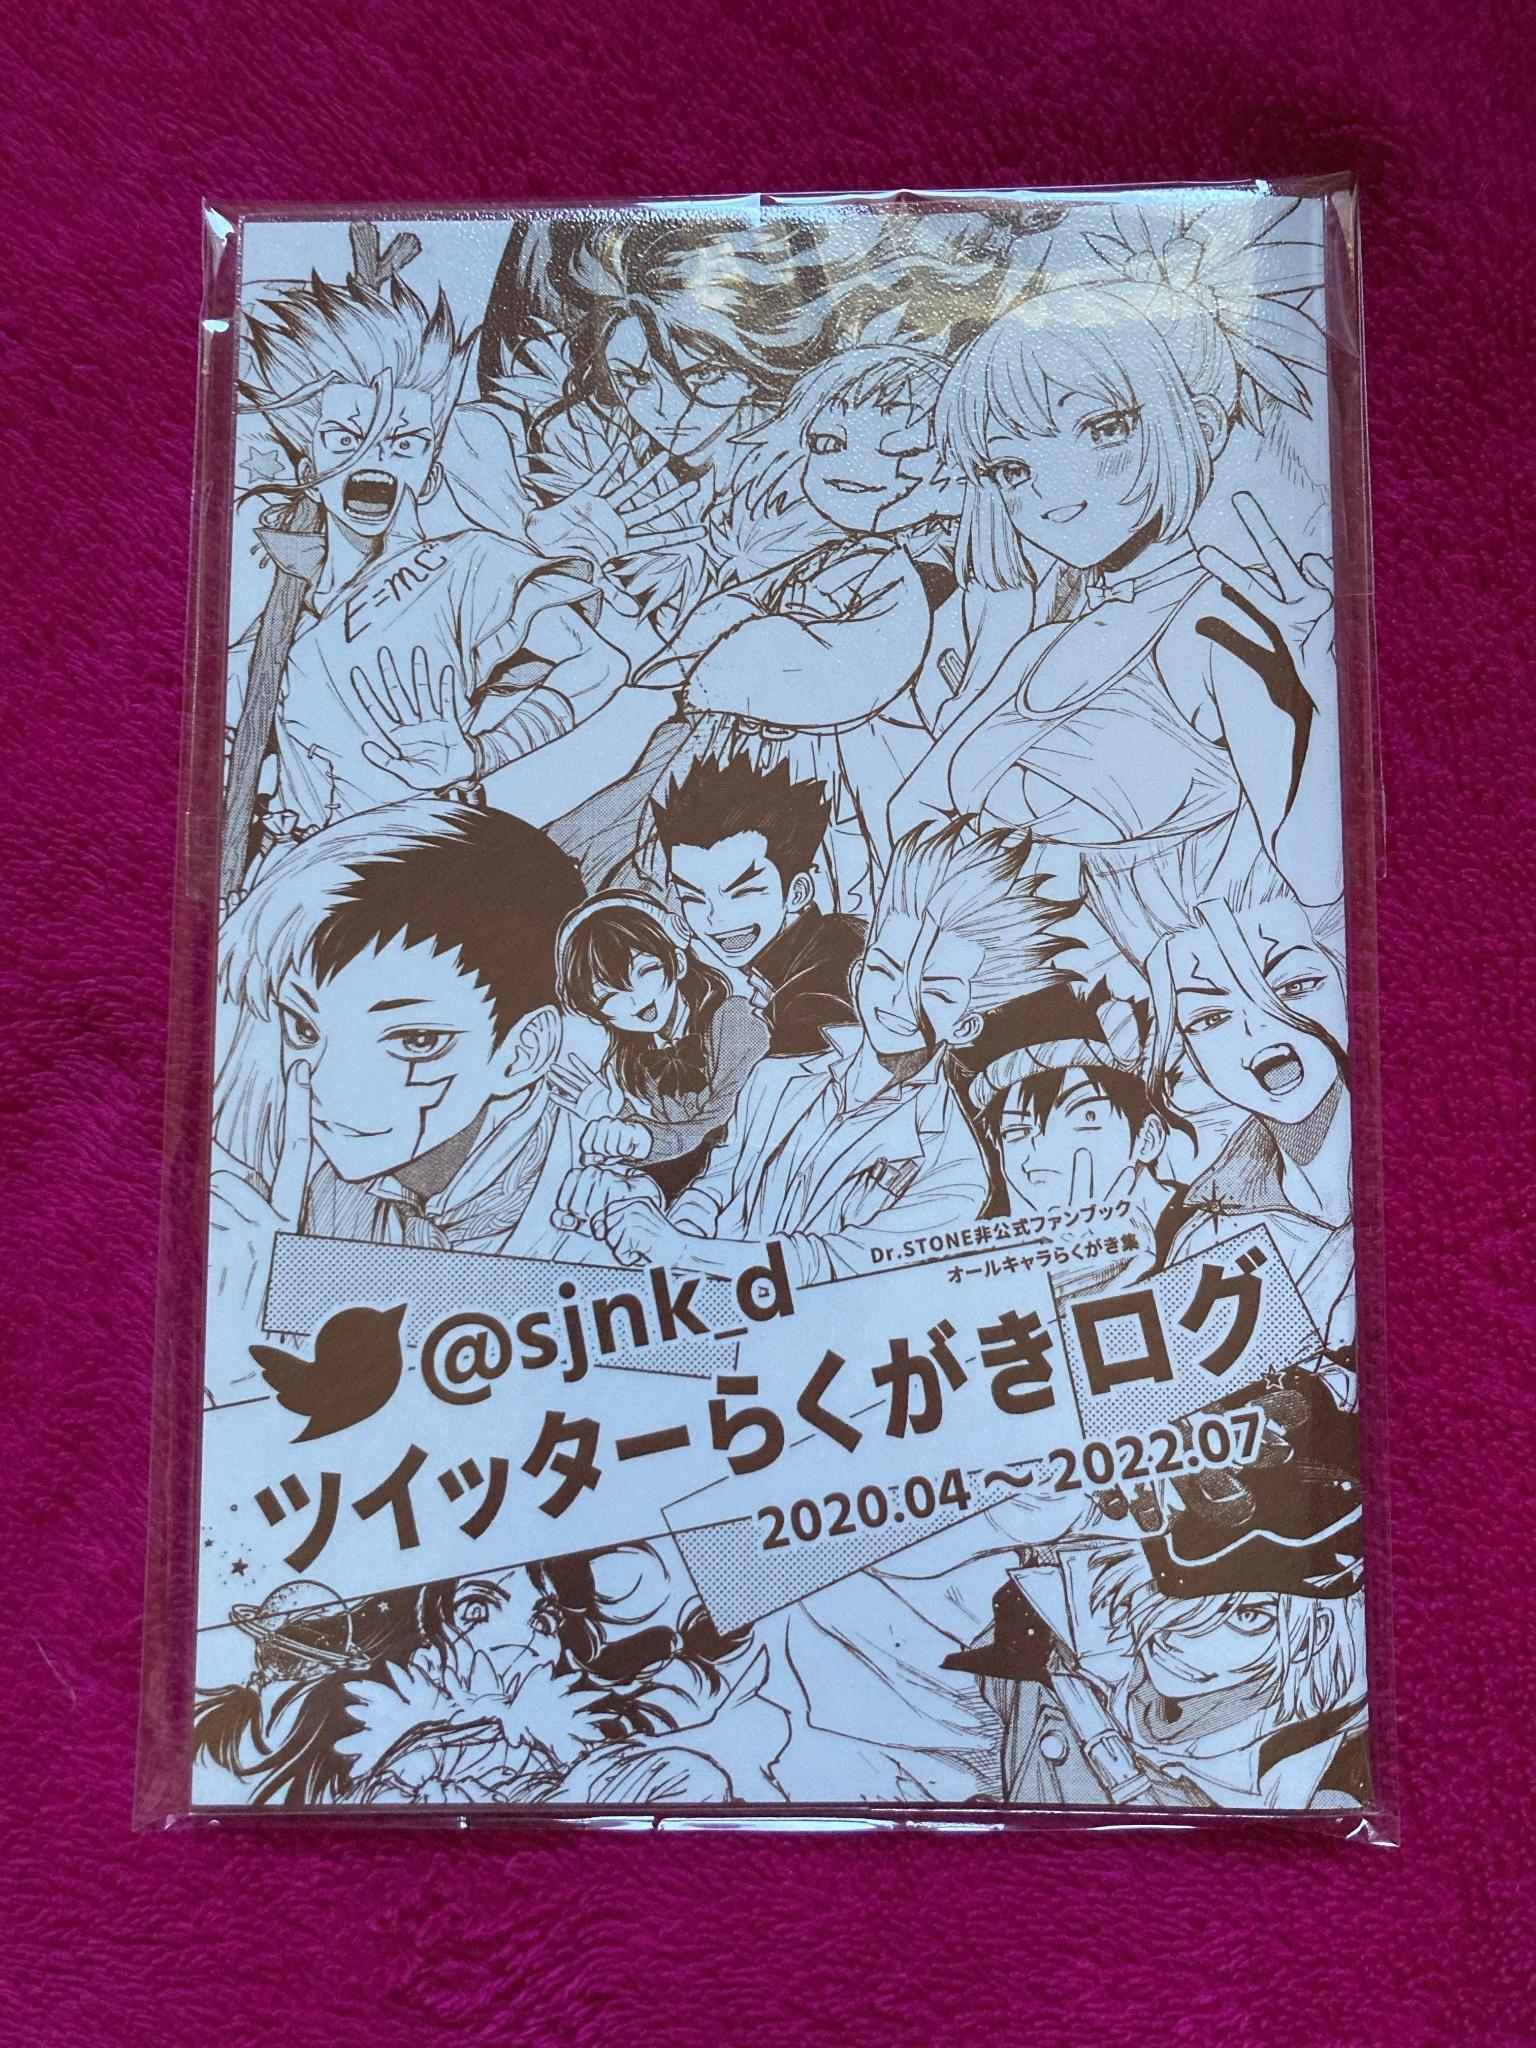 E=mc²
Dr.STONE非公式ファンブック
オールキャラらくがき集
@sjnk_d
ツイッターらくがきログ
2020.04～2022.07